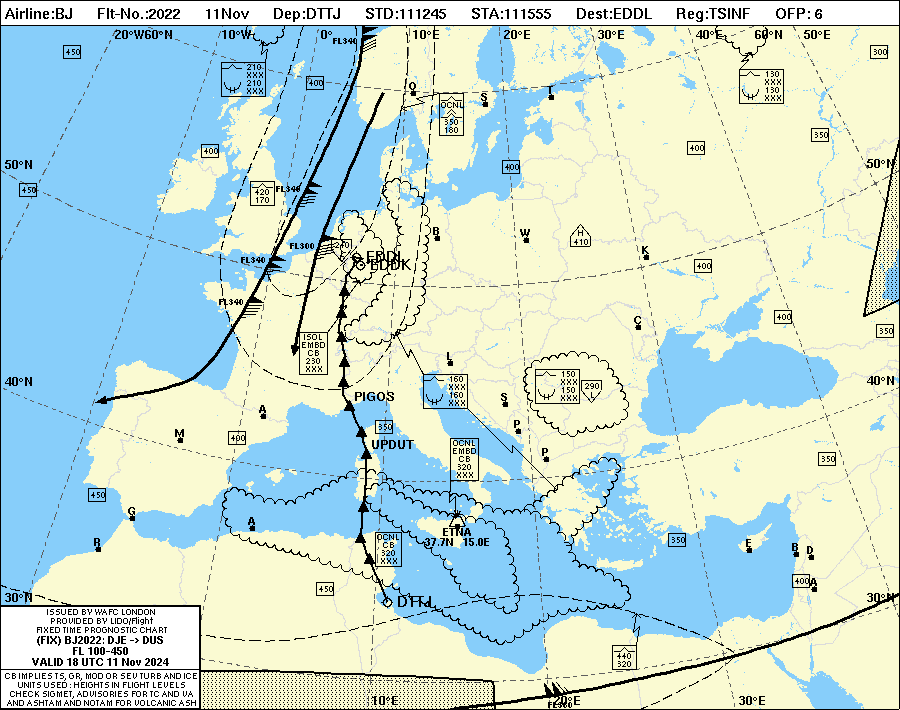 Airline:BJ Flt-No.:2022 11Nov Dep:DTTJ STD:111245 STA:111555 Dest:EDDL Reg:TSINF OFP: 6
20°W60°N 10°W 0° 10°E 20°E 30°E 40°E 60°N 50°E
FL340
450
210
XXX
210
XXX
400
130
XXX
130
XXX
300
O
S
T
OCNL
350
180
350
400
400
50°N
50°N
400
450
420
170
FL340
FL300
240
B
W
H
410
K
EDDL
EDDK
FL340
400
FL340
400
C
350
ISOL
EMBD
CB
230
XXX
L
40°N
40°N
160
XXX
160
XXX
150
XXX
150
XXX
290
L
PIGOS
S
A
350
P
M
400
UPDUT
OCNL
EMBD
CB
320
XXX
P
350
450
G
A
ETNA
37.7N 15.0E
350
R
OCNL
CB
320
XXX
E
B
D
450
400
A
30°N
30°N
DTTJ
ISSUED BY WAFC LONDON
PROVIDED BY LIDO/Flight
FIXED TIME PROGNOSTIC CHART
(FIX) BJ2022: DJE -> DUS
FL 100-450
VALID 18 UTC 11 Nov 2024
CB IMPLIES TS, GR, MOD OR SEV TURB AND ICE
UNITS USED : HEIGHTS IN FLIGHT LEVELS
CHECK SIGMET, ADVISORIES FOR TC AND VA
AND ASHTAM AND NOTAM FOR VOLCANIC ASH
440
320
10°E
20°E
30°E